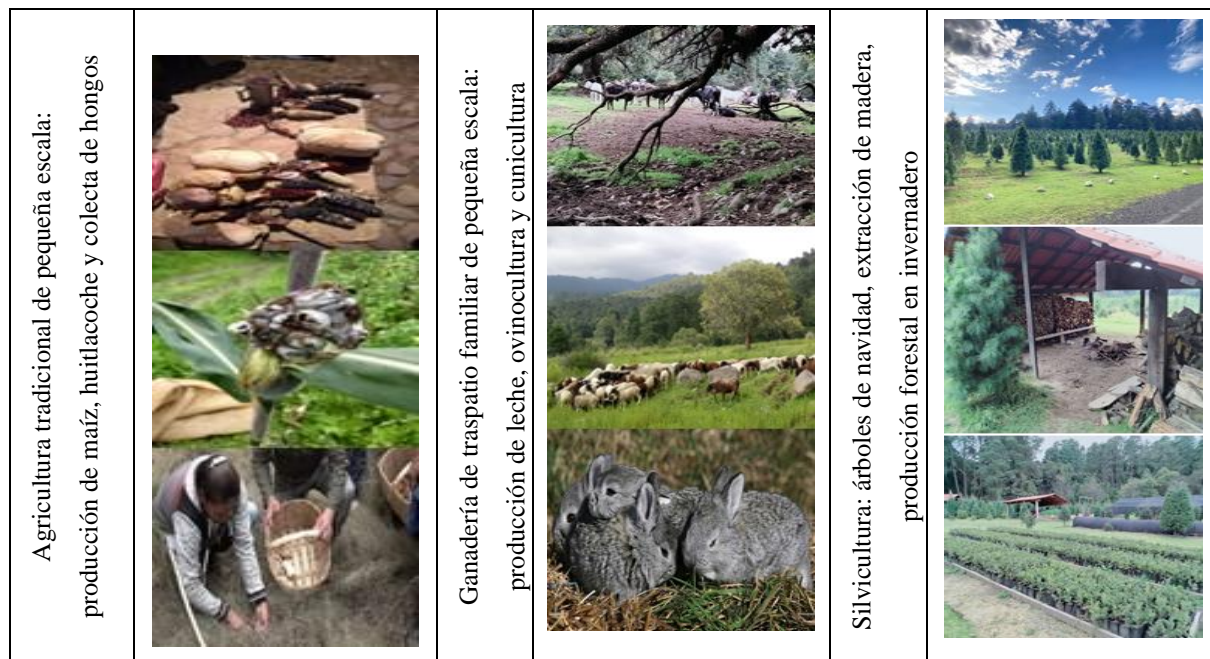 Agricultura tradicional de pequeña escala:
producción de maíz, huitlacoche y colecta de hongos
Ganadería de traspatio familiar de pequeña escala:
producción de leche, ovinocultura y cunicultura
Silvicultura: árboles de navidad, extracción de madera,
producción forestal en invernadero